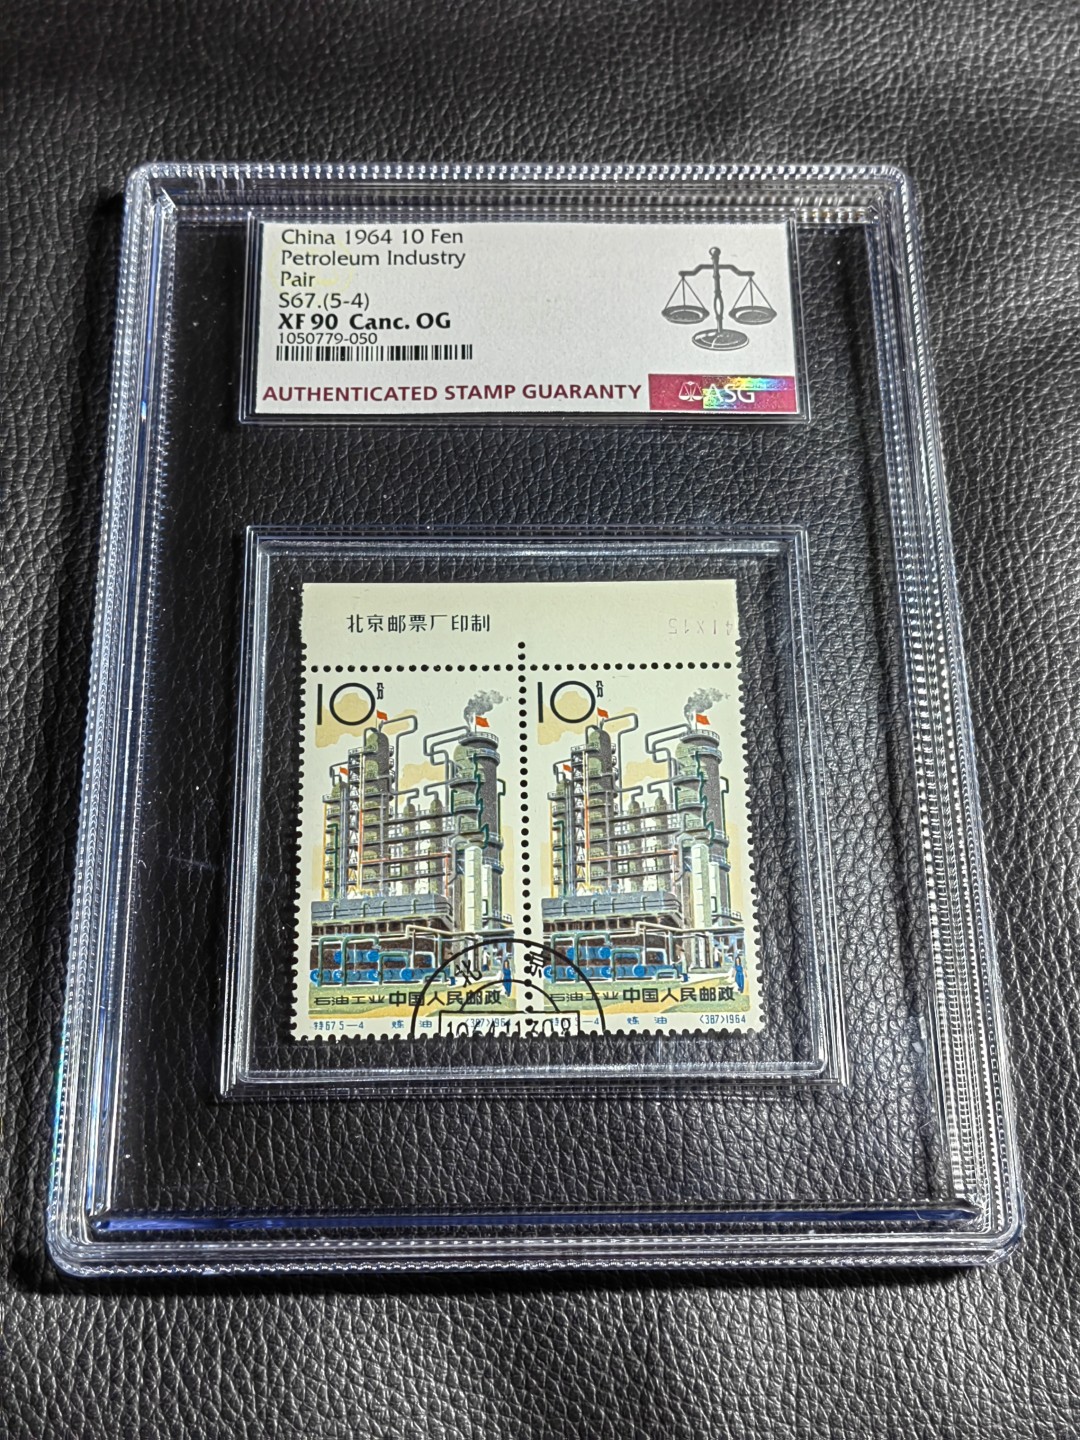 China 1964 10 Fen
Petroleum Industry
Pair
S67.(5-4)
XF 90 Canc. OG
1050779-050
AUTHENTICATED STAMP GUARANTY
ASG
北京邮票厂印制
10分
10分
北京
石油工业 中国人民邮政
石油工业 中国人民邮政
特67.5—4 炼油 (387)1964
5—4 炼油 (387)1964